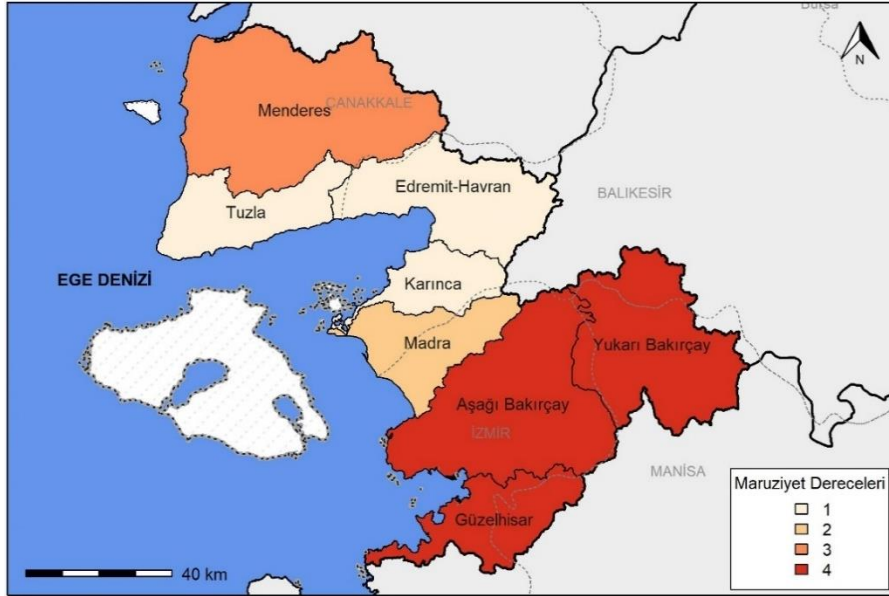 Bursa
N
Menderes
ÇANAKKALE
Edremit-Havran
BALIKESİR
Tuzla
EGE DENİZİ
Karınca
Madra
Yukarı Bakırçay
Aşağı Bakırçay
İZMİR
MANİSA
Güzelhisar
Maruziyet Dereceleri
1
2
3
4
40 km